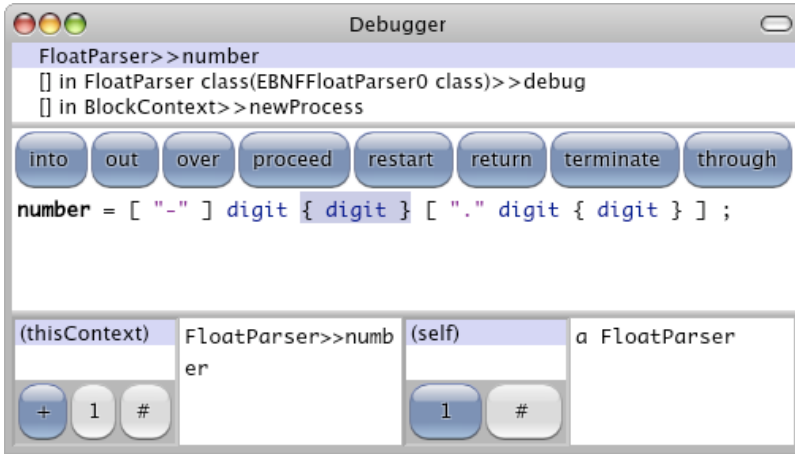 Debugger
FloatParser>>number
[] in FloatParser class(EBNFFloatParser0 class)>>debug
[] in BlockContext>>newProcess
into out over proceed restart return terminate through
number = [ "-" ] digit { digit } [ "." digit { digit } ] ;
(thisContext)
FloatParser>>numb
er
+ 1 #
(self)
a FloatParser
1 #